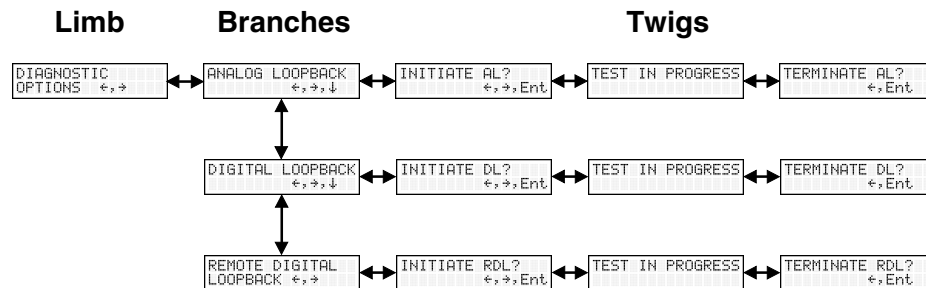 Limb Branches Twigs
DIAGNOSTIC
OPTIONS ←,→
ANALOG LOOPBACK
←,→,↓
INITIATE AL?
←,→,Ent
TEST IN PROGRESS
TERMINATE AL?
←,Ent
DIGITAL LOOPBACK
←,→,↓
INITIATE DL?
←,→,Ent
TEST IN PROGRESS
TERMINATE DL?
←,Ent
REMOTE DIGITAL
LOOPBACK ←,→
INITIATE RDL?
←,→,Ent
TEST IN PROGRESS
TERMINATE RDL?
←,Ent